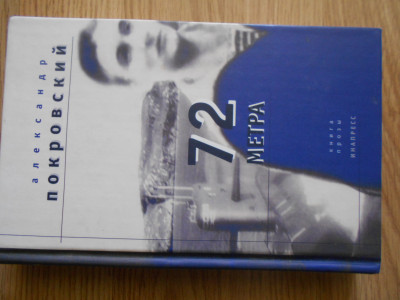 александр
ПОКРОВСКИЙ
72
МЕТРА
книга
прозы
ИНАПРЕСС